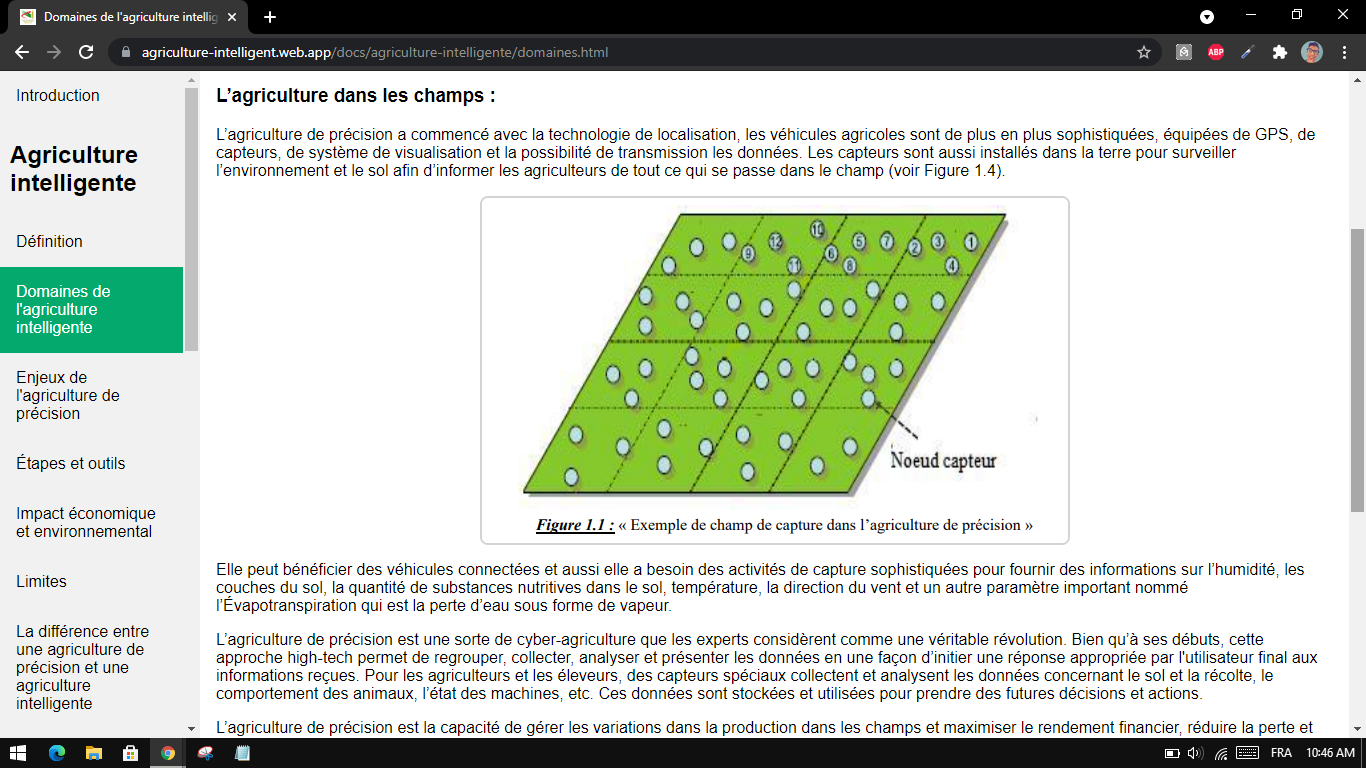 Domaines de l'agriculture intellig
agriculture-intelligent.web.app/docs/agriculture-intelligente/domaines.html
ABP
Introduction
Agriculture
intelligente
Définition
Domaines de
l'agriculture
intelligente
Enjeux de
l'agriculture de
précision
Étapes et outils
Impact économique
et environnemental
Limites
La différence entre
une agriculture de
précision et une
agriculture
intelligente
L’agriculture dans les champs :
L’agriculture de précision a commencé avec la technologie de localisation, les véhicules agricoles sont de plus en plus sophistiquées, équipées de GPS, de
capteurs, de système de visualisation et la possibilité de transmission les données. Les capteurs sont aussi installés dans la terre pour surveiller
l’environnement et le sol afin d’informer les agriculteurs de tout ce qui se passe dans le champ (voir Figure 1.4).
10
12 5 7 3 1
9 6 2
11 8 4
Noeud capteur
Figure 1.1 : « Exemple de champ de capture dans l’agriculture de précision »
Elle peut bénéficier des véhicules connectées et aussi elle a besoin des activités de capture sophistiquées pour fournir des informations sur l’humidité, les
couches du sol, la quantité de substances nutritives dans le sol, température, la direction du vent et un autre paramètre important nommé
l’Évapotranspiration qui est la perte d’eau sous forme de vapeur.
L’agriculture de précision est une sorte de cyber-agriculture que les experts considèrent comme une véritable révolution. Bien qu’à ses débuts, cette
approche high-tech permet de regrouper, collecter, analyser et présenter les données en une façon d’initier une réponse appropriée par l'utilisateur final aux
informations reçues. Pour les agriculteurs et les éleveurs, des capteurs spéciaux collectent et analysent les données concernant le sol et la récolte, le
comportement des animaux, l’état des machines, etc. Ces données sont stockées et utilisées pour prendre des futures décisions et actions.
L’agriculture de précision est la capacité de gérer les variations dans la production dans les champs et maximiser le rendement financier, réduire la perte et
FRA
10:46 AM